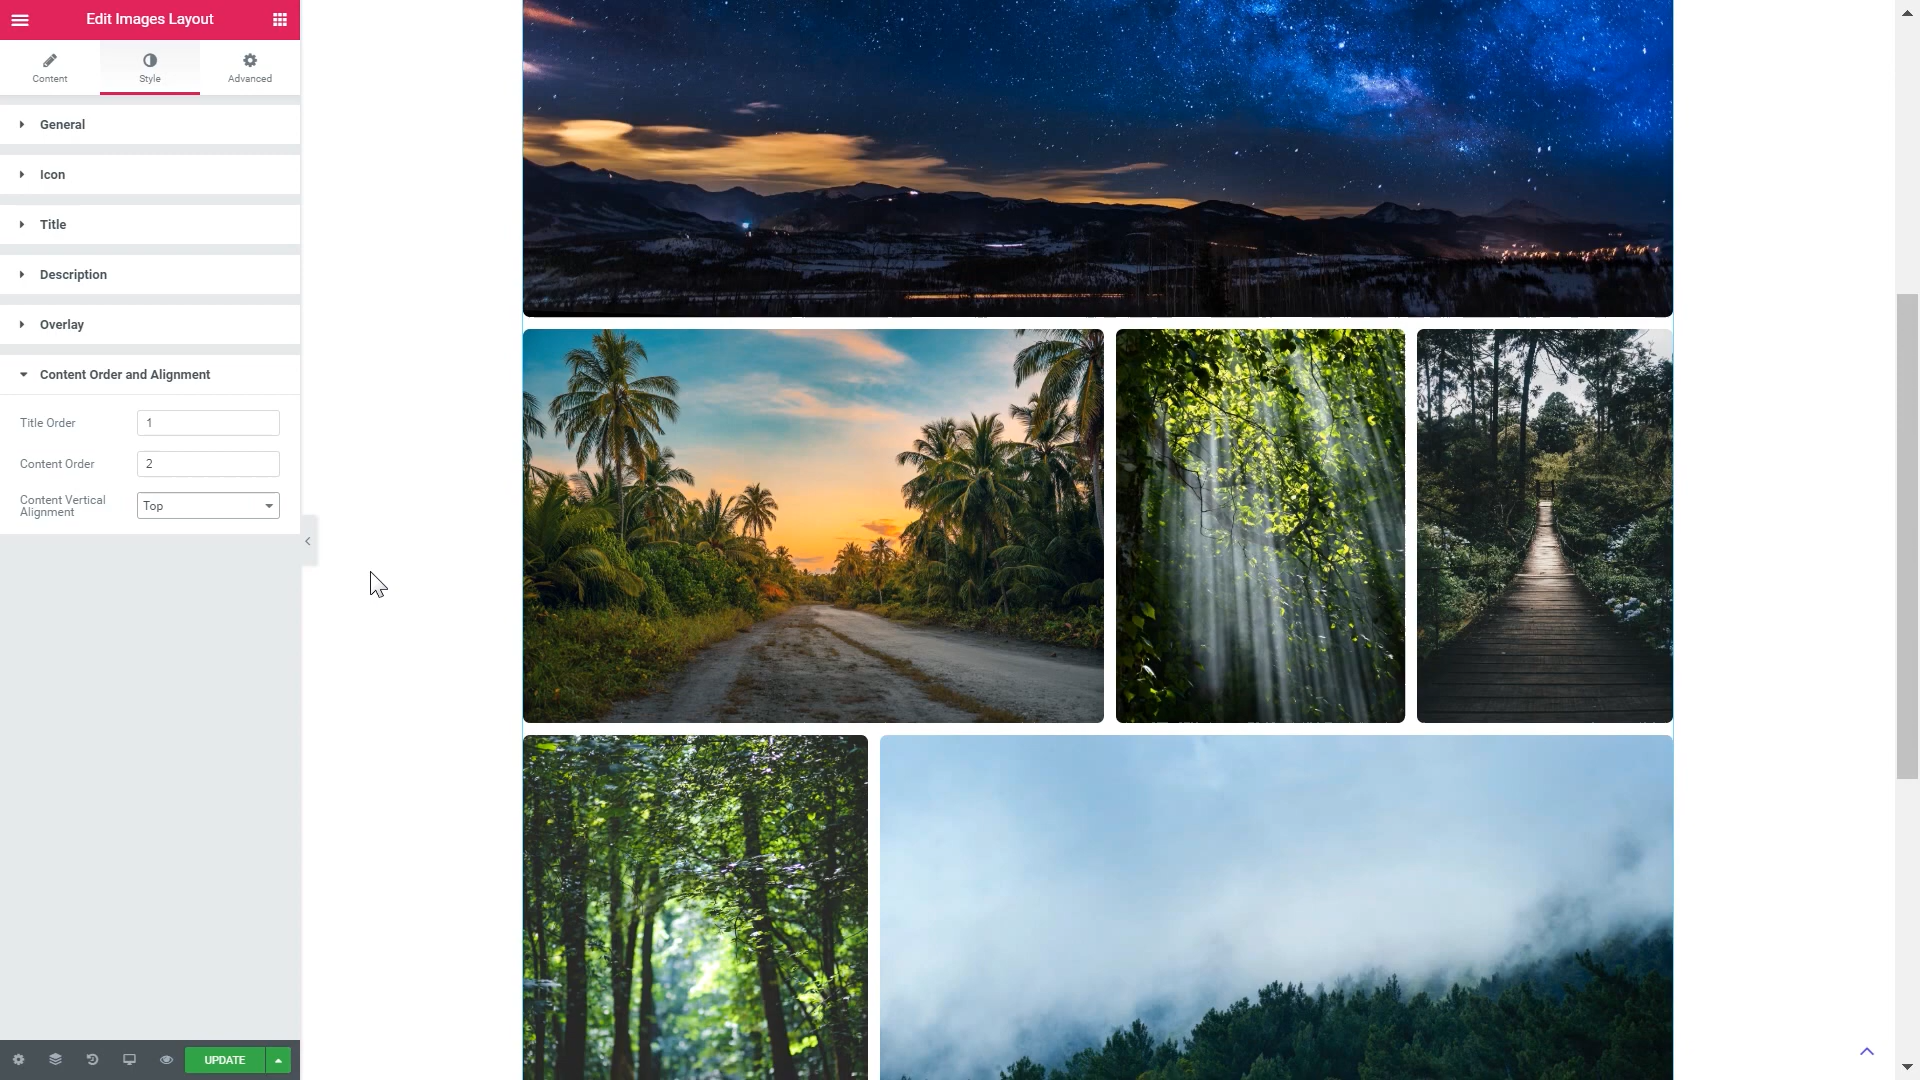 Edit Images Layout
Content
Style
Advanced
General
Icon
Title
Description
Overlay
Content Order and Alignment
Title Order
1
Content Order
2
Content Vertical
Alignment
Top
UPDATE